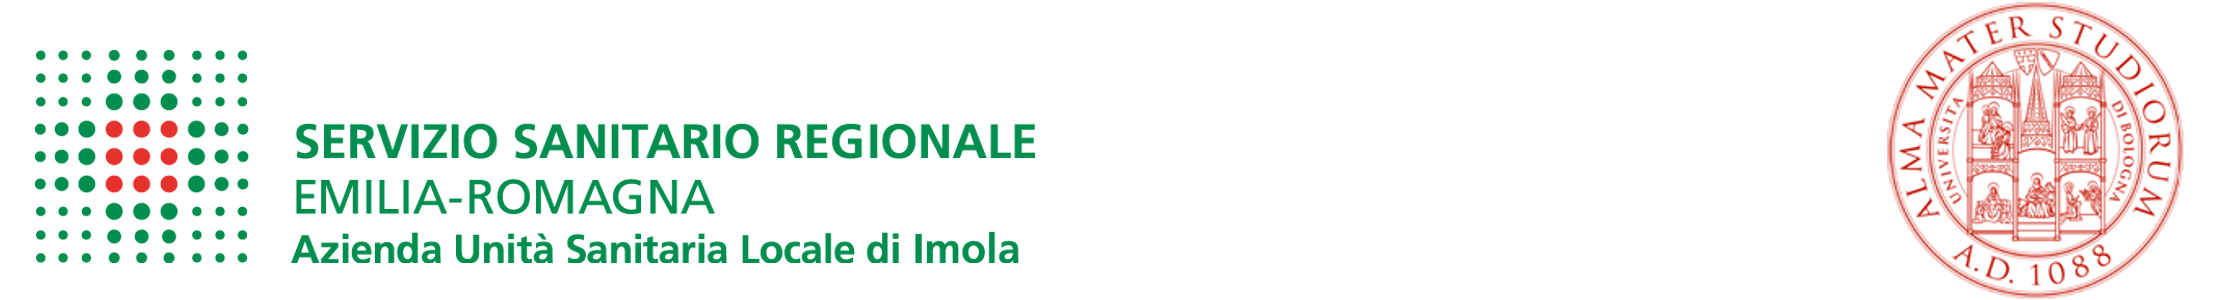 SERVIZIO SANITARIO REGIONALE
EMILIA-ROMAGNA
Azienda Unità Sanitaria Locale di Imola
ALMA MATER STUDIORUM
UNIVERSITÀ DI BOLOGNA
A.D. 1088